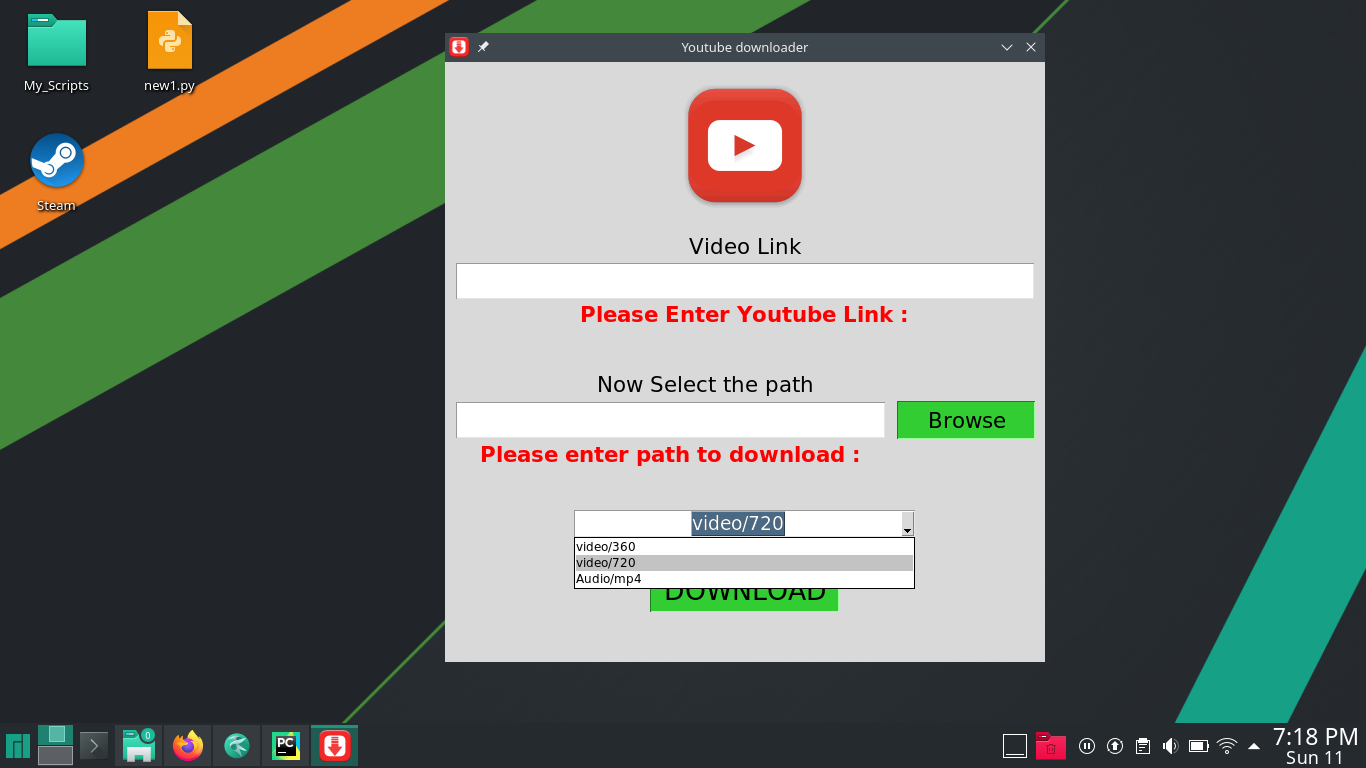 My_Scripts
new1.py
Steam
Youtube downloader
Video Link
Please Enter Youtube Link :
Now Select the path
Browse
Please enter path to download :
video/720
video/360
video/720
Audio/mp4
DOWNLOAD
0
PC
7:18 PM
Sun 11